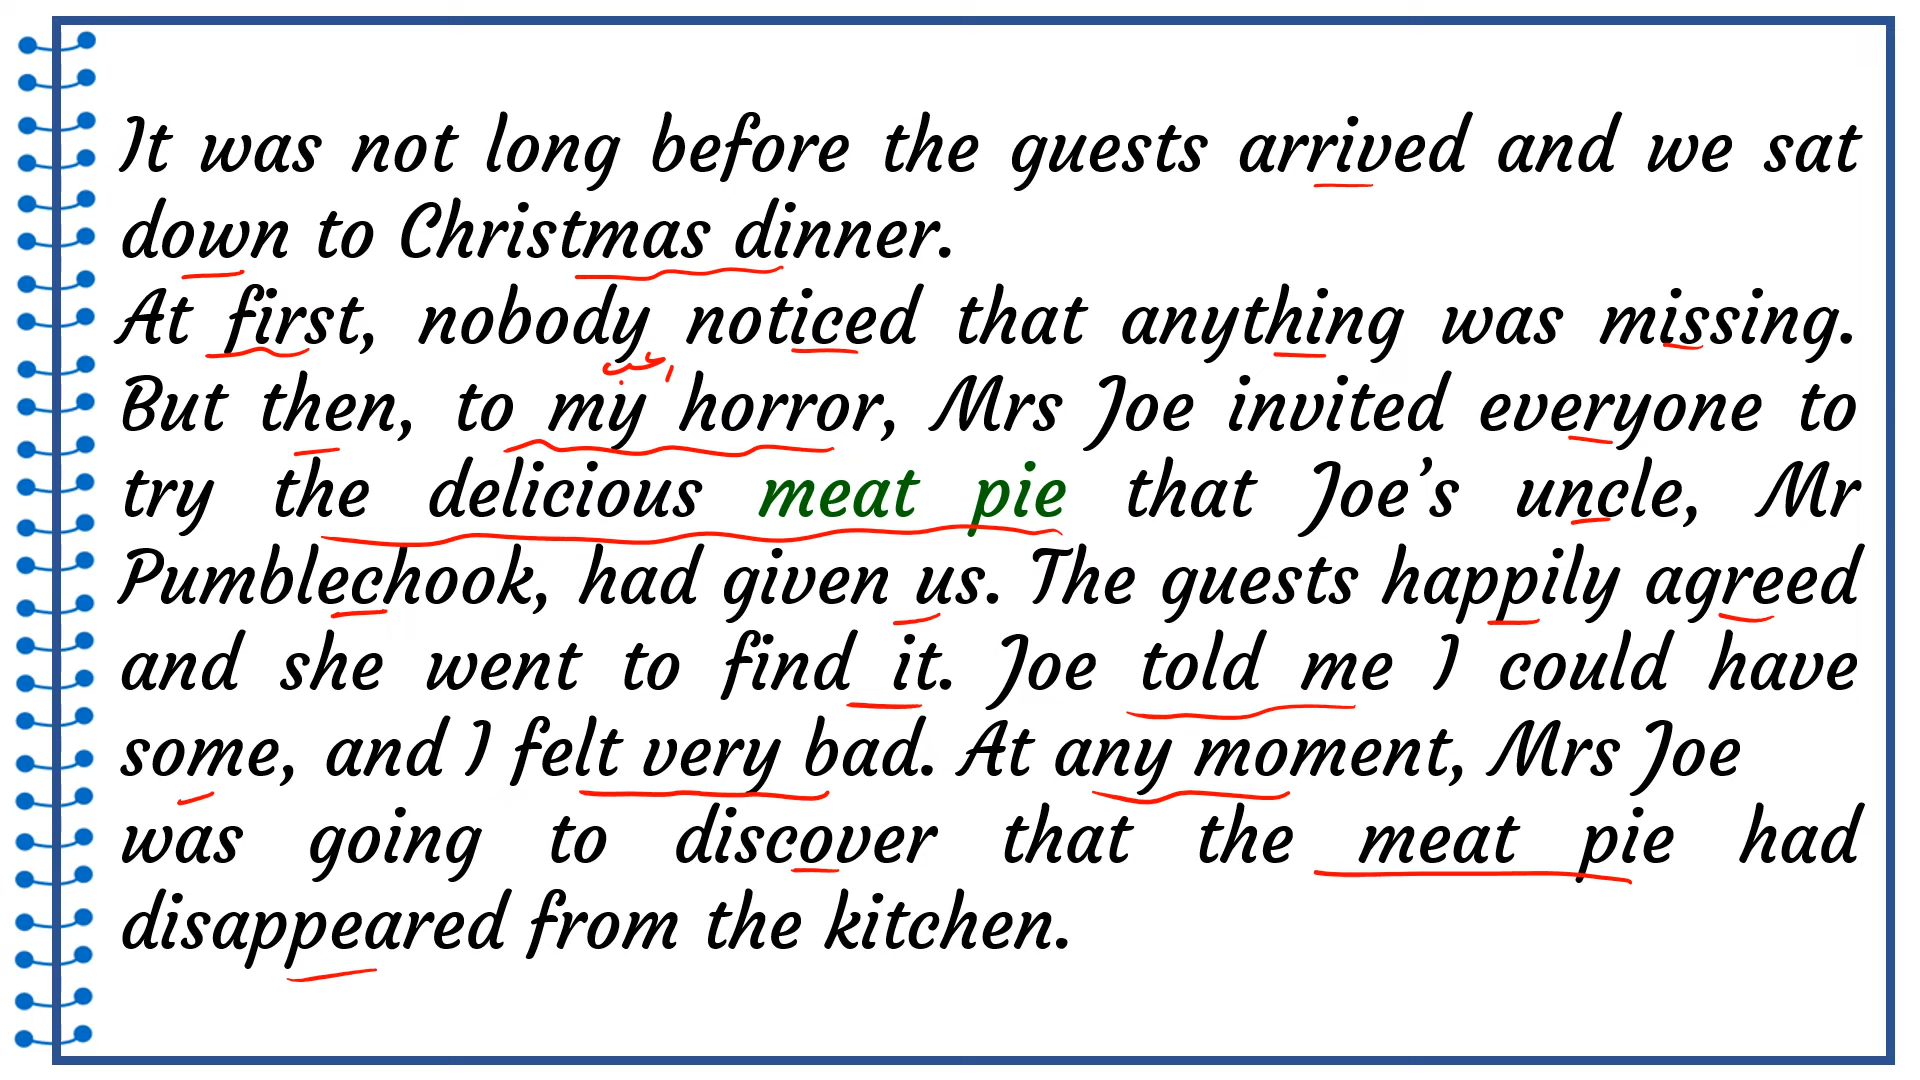 It was not long before the guests arrived and we sat
down to Christmas dinner.
At first, nobody noticed that anything was missing.
But then, to my horror, Mrs Joe invited everyone to
try the delicious meat pie that Joe’s uncle, Mr
Pumblechook, had given us. The guests happily agreed
and she went to find it. Joe told me I could have
some, and I felt very bad. At any moment, Mrs Joe
was going to discover that the meat pie had
disappeared from the kitchen.